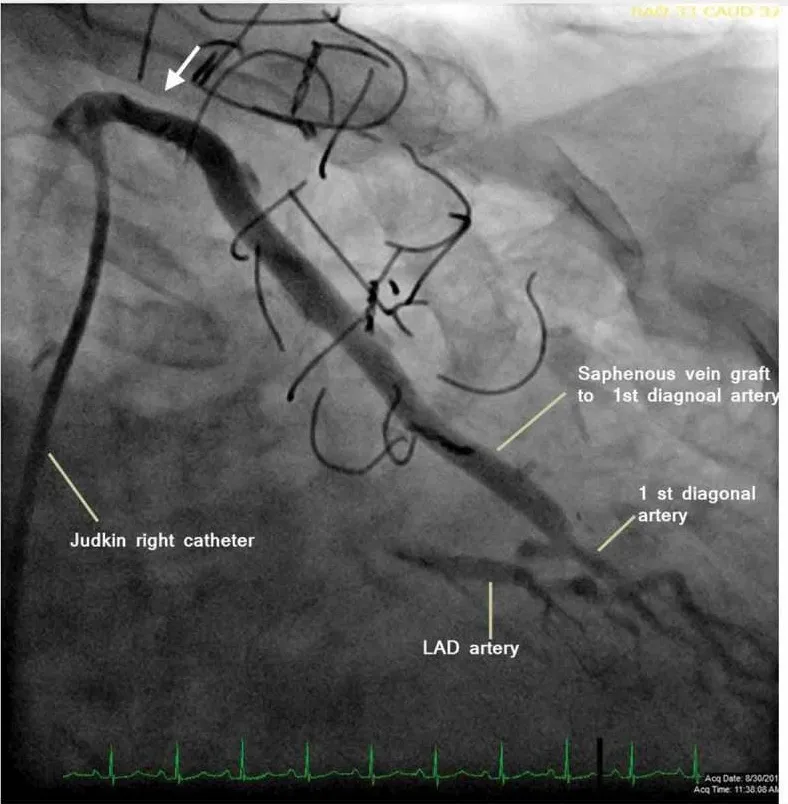 RAO 33 CAUD 32
Saphenous vein graft
to 1st diagnoal artery
1 st diagonal
artery
Judkin right catheter
LAD artery
Acq Date: 8/30/201
Acq Time: 11:38:08 AM